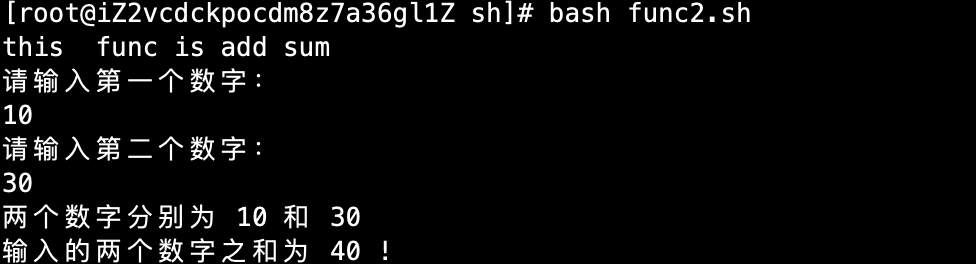 [root@iZ2vcdckpocdm8z7a36gl1Z sh]# bash func2.sh
this  func is add sum
请输入第一个数字:
10
请输入第二个数字:
30
两个数字分别为 10 和 30
输入的两个数字之和为 40 !